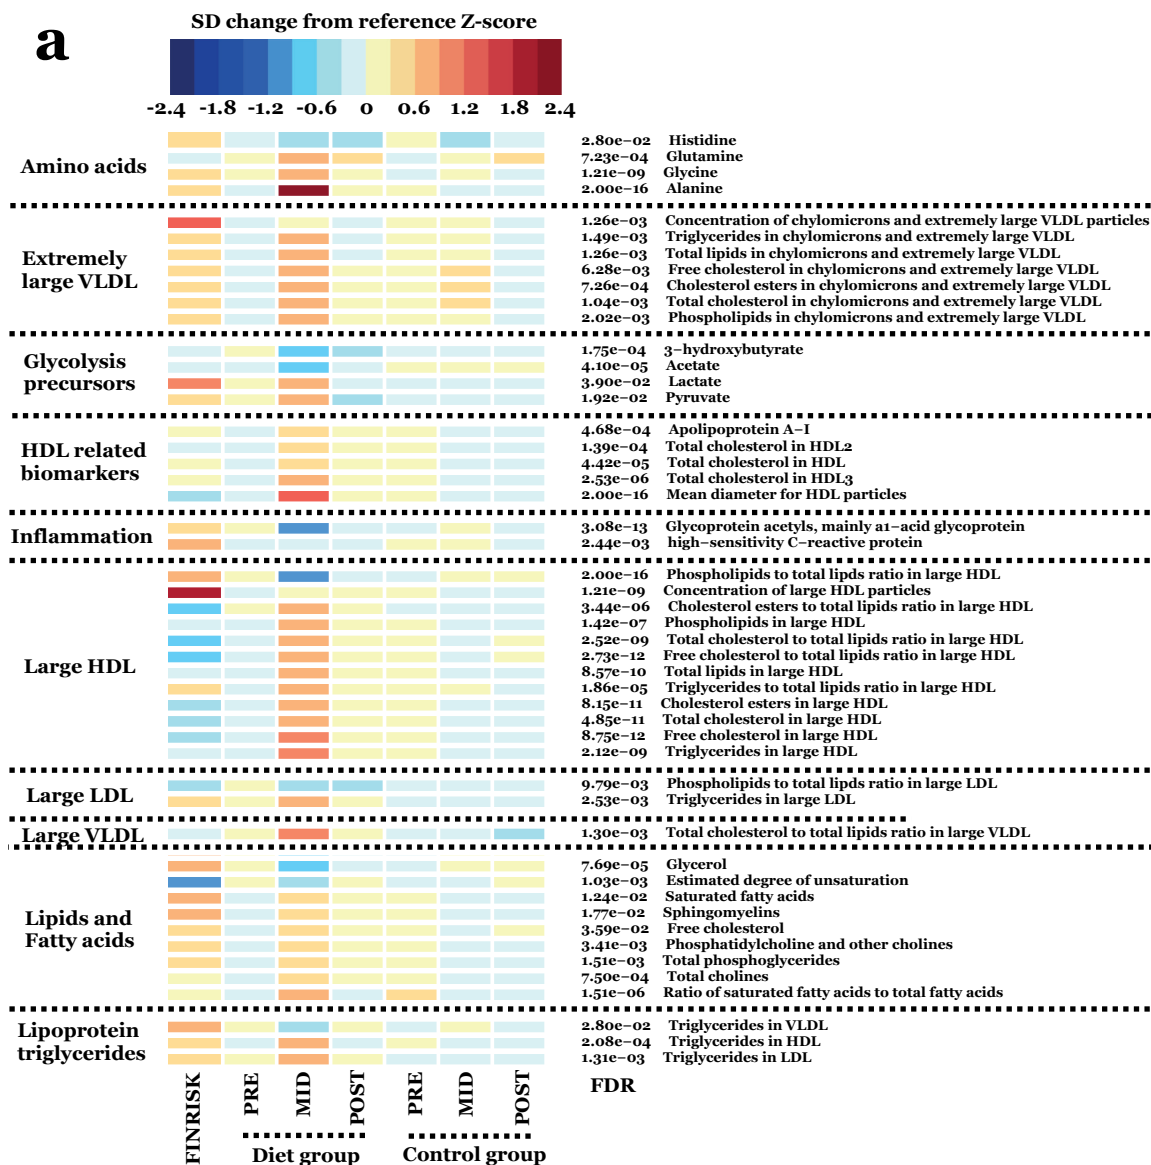 a
SD change from reference Z-score
-2.4 -1.8 -1.2 -0.6 0 0.6 1.2 1.8 2.4
Amino acids
2.80e−02 Histidine
7.23e−04 Glutamine
1.21e−09 Glycine
2.00e−16 Alanine
Extremely
large VLDL
1.26e−03 Concentration of chylomicrons and extremely large VLDL particles
1.49e−03 Triglycerides in chylomicrons and extremely large VLDL
1.26e−03 Total lipids in chylomicrons and extremely large VLDL
6.28e−03 Free cholesterol in chylomicrons and extremely large VLDL
7.26e−04 Cholesterol esters in chylomicrons and extremely large VLDL
1.04e−03 Total cholesterol in chylomicrons and extremely large VLDL
2.02e−03 Phospholipids in chylomicrons and extremely large VLDL
Glycolysis
precursors
1.75e−04 3−hydroxybutyrate
4.10e−05 Acetate
3.90e−02 Lactate
1.92e−02 Pyruvate
HDL related
biomarkers
4.68e−04 Apolipoprotein A−I
1.39e−04 Total cholesterol in HDL2
4.42e−05 Total cholesterol in HDL
2.53e−06 Total cholesterol in HDL3
2.00e−16 Mean diameter for HDL particles
Inflammation
3.08e−13 Glycoprotein acetyls, mainly a1−acid glycoprotein
2.44e−03 high−sensitivity C−reactive protein
Large HDL
2.00e−16 Phospholipids to total lipds ratio in large HDL
1.21e−09 Concentration of large HDL particles
3.44e−06 Cholesterol esters to total lipids ratio in large HDL
1.42e−07 Phospholipids in large HDL
2.52e−09 Total cholesterol to total lipids ratio in large HDL
2.73e−12 Free cholesterol to total lipids ratio in large HDL
8.57e−10 Total lipids in large HDL
1.86e−05 Triglycerides to total lipids ratio in large HDL
8.15e−11 Cholesterol esters in large HDL
4.85e−11 Total cholesterol in large HDL
8.75e−12 Free cholesterol in large HDL
2.12e−09 Triglycerides in large HDL
Large LDL
9.79e−03 Phospholipids to total lipds ratio in large LDL
2.53e−03 Triglycerides in large LDL
Large VLDL
1.30e−03 Total cholesterol to total lipids ratio in large VLDL
Lipids and
Fatty acids
7.69e−05 Glycerol
1.03e−03 Estimated degree of unsaturation
1.24e−02 Saturated fatty acids
1.77e−02 Sphingomyelins
3.59e−02 Free cholesterol
3.41e−03 Phosphatidylcholine and other cholines
1.51e−03 Total phosphoglycerides
7.50e−04 Total cholines
1.51e−06 Ratio of saturated fatty acids to total fatty acids
Lipoprotein
triglycerides
2.80e−02 Triglycerides in VLDL
2.08e−04 Triglycerides in HDL
1.31e−03 Triglycerides in LDL
FINRISK PRE MID POST PRE MID POST FDR
Diet group Control group